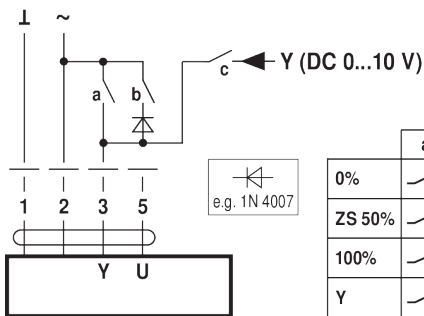 ⊥ ~
a b c Y (DC 0...10 V)
e.g. 1N 4007
1 2 3 5
Y U
a
0%
ZS 50%
100%
Y